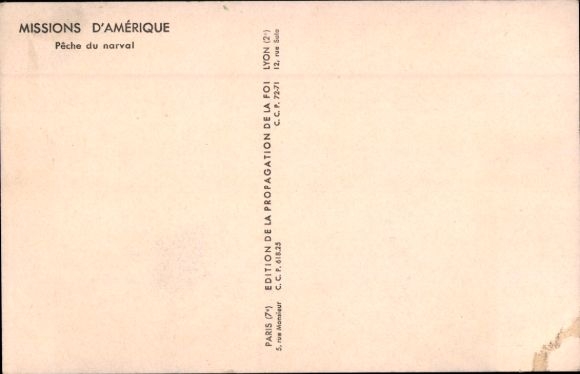 MISSIONS D'AMÉRIQUE
Pêche du narval
PARIS (7e) EDITION DE LA PROPAGATION DE LA FOI LYON (2e)
5, rue Monsieur C. C. P. 618.25 C. C. P. 72-71 12, rue Sala